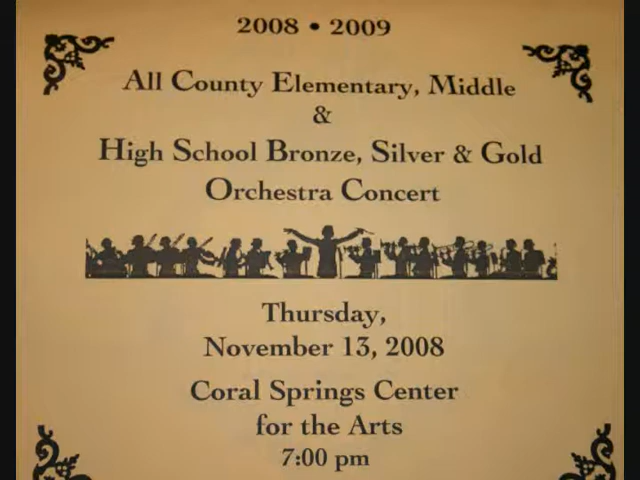 2008 • 2009
All County Elementary, Middle
&
High School Bronze, Silver & Gold
Orchestra Concert
Thursday,
November 13, 2008
Coral Springs Center
for the Arts
7:00 pm